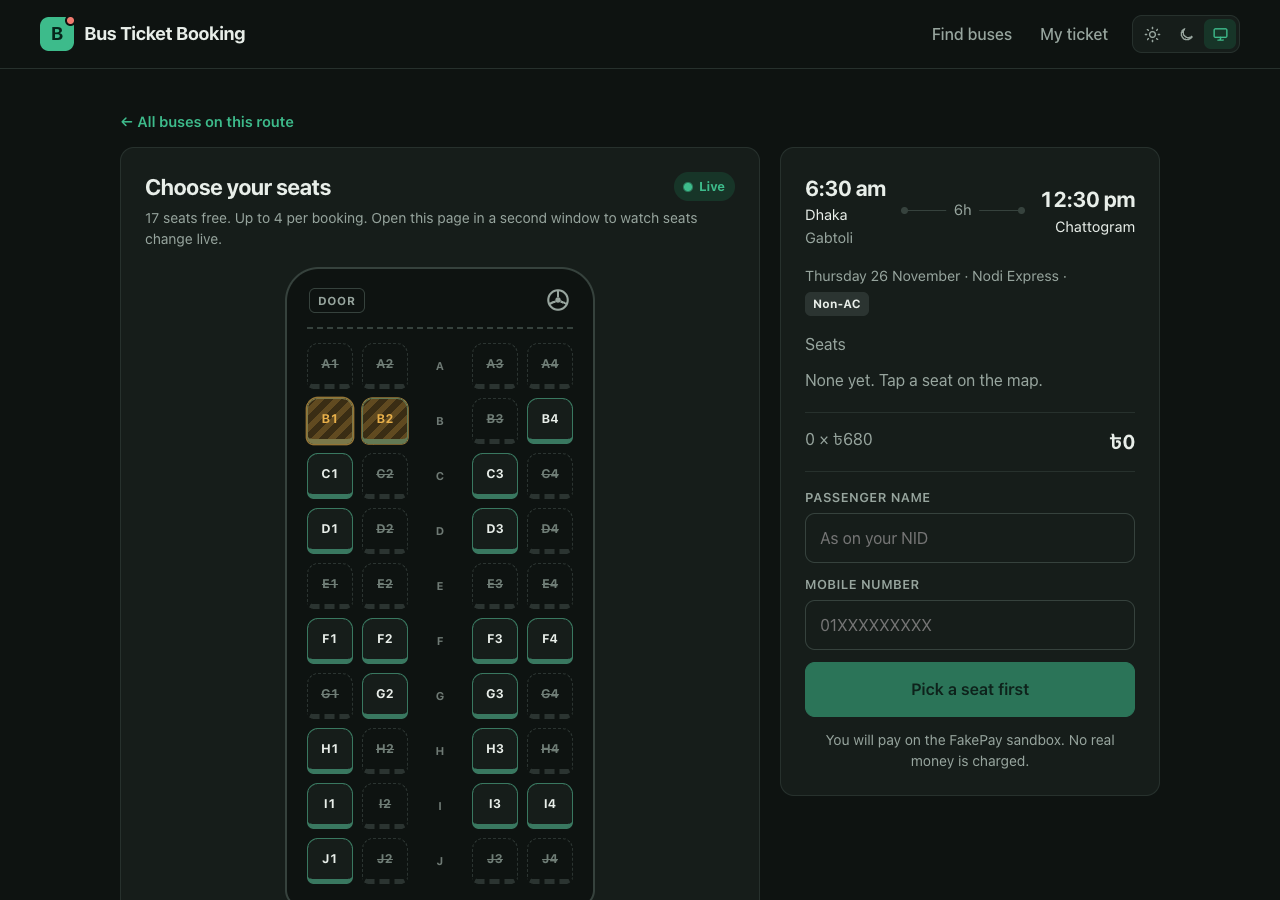 B
Bus Ticket Booking
Find buses
My ticket
← All buses on this route
Choose your seats
Live
17 seats free. Up to 4 per booking. Open this page in a second window to watch seats
change live.
DOOR
A1 A2 A A3 A4
B1 B2 B B3 B4
C1 C2 C C3 C4
D1 D2 D D3 D4
E1 E2 E E3 E4
F1 F2 F F3 F4
G1 G2 G G3 G4
H1 H2 H H3 H4
I1 I2 I I3 I4
J1 J2 J J3 J4
6:30 am
Dhaka
Gabtoli
6h
12:30 pm
Chattogram
Thursday 26 November · Nodi Express ·
Non-AC
Seats
None yet. Tap a seat on the map.
0 × ৳680
৳0
PASSENGER NAME
As on your NID
MOBILE NUMBER
01XXXXXXXXX
Pick a seat first
You will pay on the FakePay sandbox. No real
money is charged.